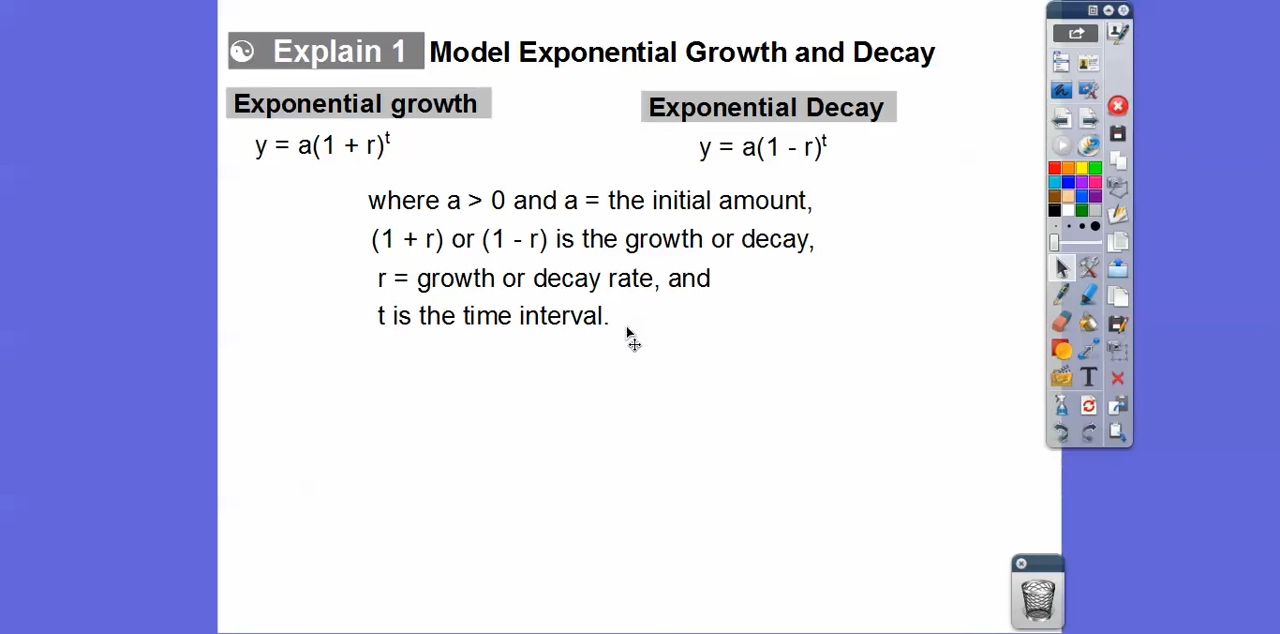 Explain 1 Model Exponential Growth and Decay
Exponential growth
Exponential Decay
y = a(1 + r)^t
y = a(1 - r)^t
where a > 0 and a = the initial amount,
(1 + r) or (1 - r) is the growth or decay,
r = growth or decay rate, and
t is the time interval.
T